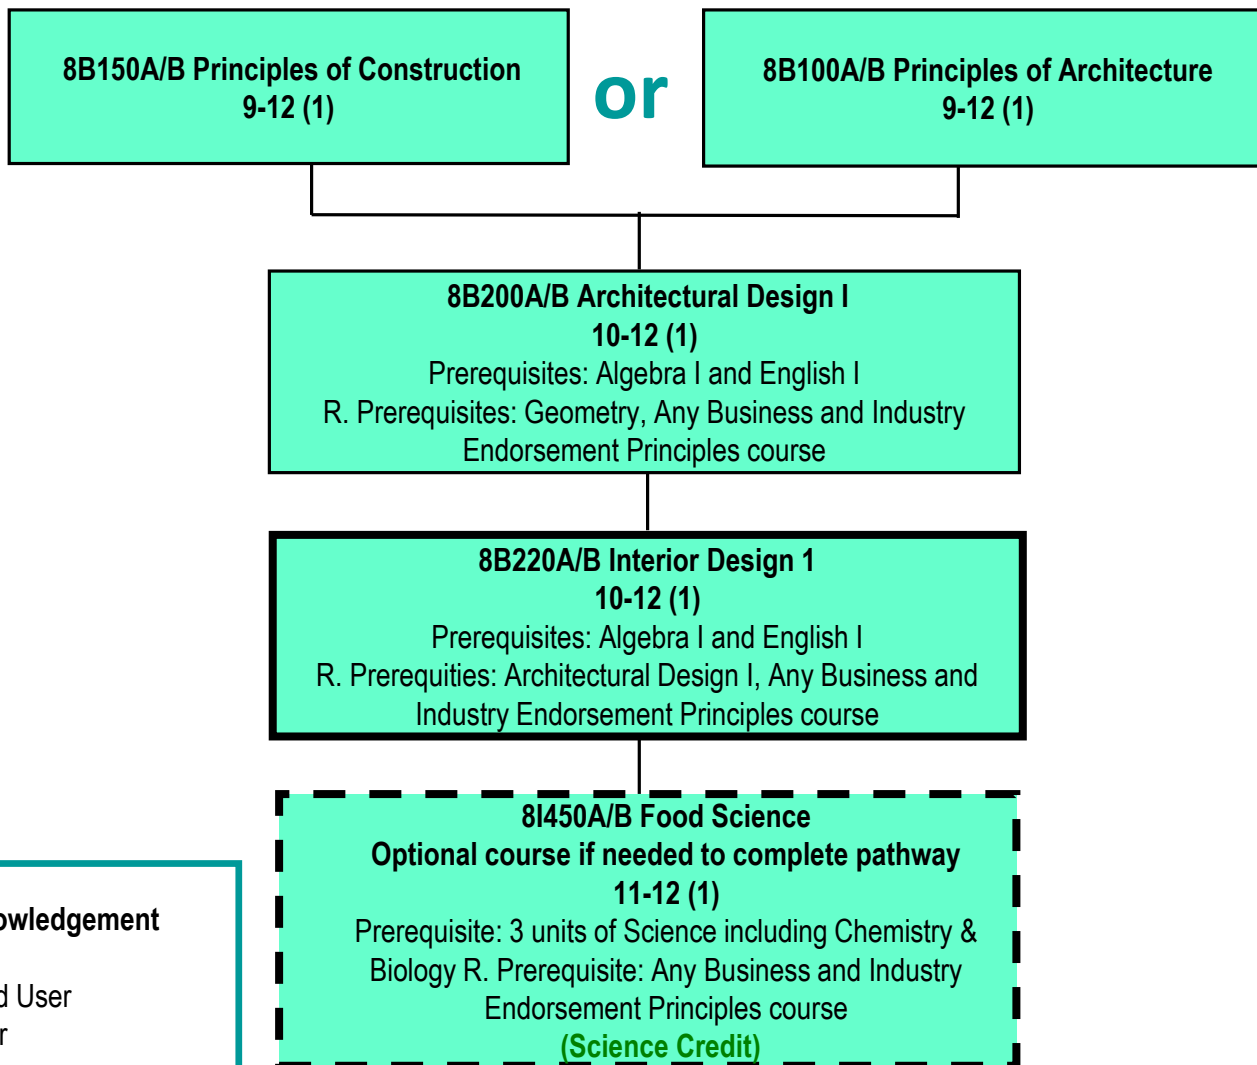 8B150A/B Principles of Construction
9-12 (1)
or
8B100A/B Principles of Architecture
9-12 (1)
8B200A/B Architectural Design I
10-12 (1)
Prerequisites: Algebra I and English I
R. Prerequisites: Geometry, Any Business and Industry
Endorsement Principles course
8B220A/B Interior Design 1
10-12 (1)
Prerequisites: Algebra I and English I
R. Prerequities: Architectural Design I, Any Business and
Industry Endorsement Principles course
8I450A/B Food Science
Optional course if needed to complete pathway
11-12 (1)
Prerequisite: 3 units of Science including Chemistry &
Biology R. Prerequisite: Any Business and Industry
Endorsement Principles course
(Science Credit)
User